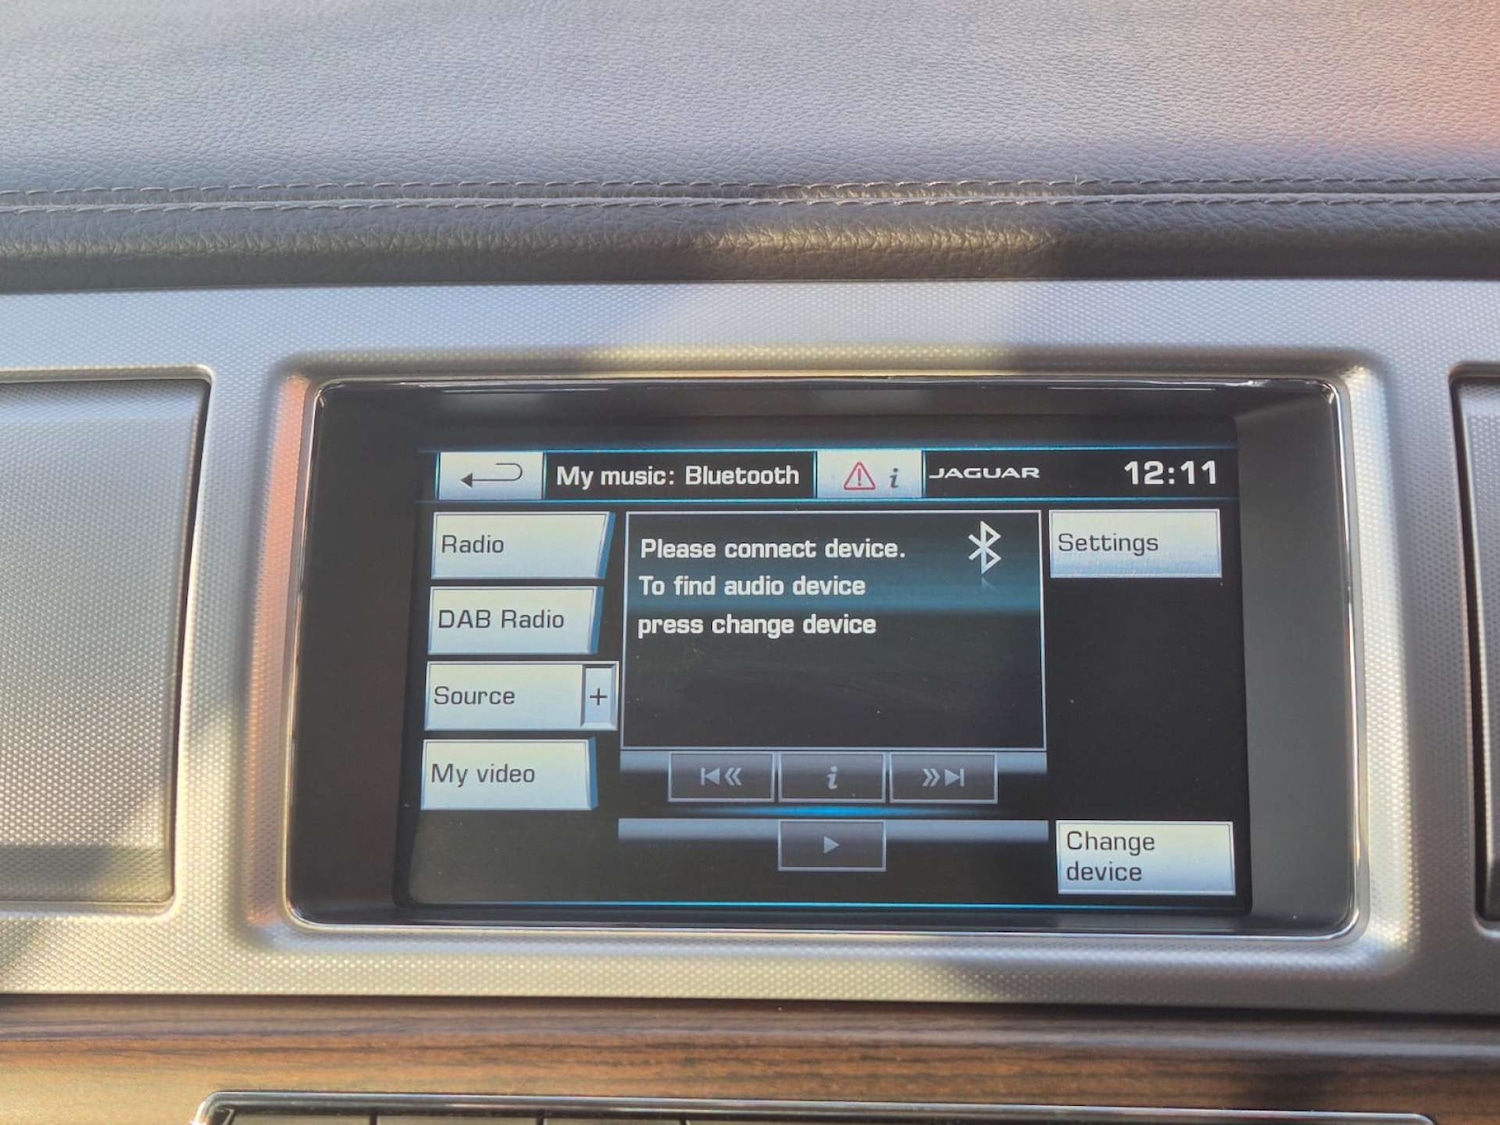 My music: Bluetooth
i
JAGUAR
12:11
Radio
DAB Radio
Source +
My video
Please connect device.
To find audio device
press change device
i
Settings
Change
device